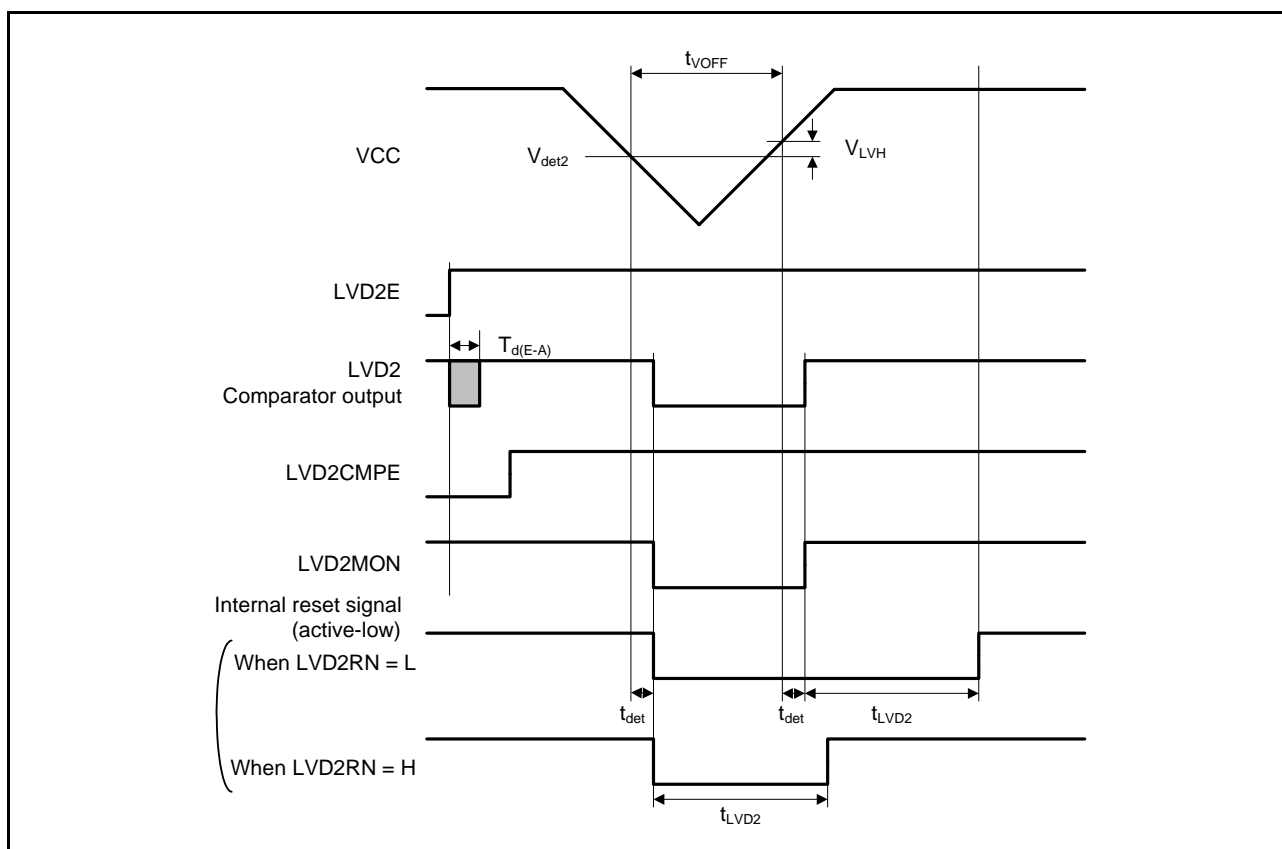 tVOFF
VCC
Vdet2
VLVH
LVD2E
Td(E-A)
LVD2
Comparator output
LVD2CMPE
LVD2MON
Internal reset signal
(active-low)
When LVD2RN = L
tdet
tdet
tLVD2
When LVD2RN = H
tLVD2